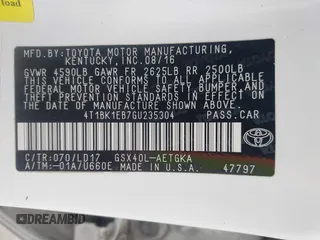 load
MFD.BY:TOYOTA MOTOR MANUFACTURING,
KENTUCKY, INC.08/16
GVWR 4590LB GAWR FR 2625LB RR 2500LB
THIS VEHICLE CONFORMS TO ALL APPLICABLE
FEDERAL MOTOR VEHICLE SAFETY, BUMPER, AND
THEFT PREVENTION STANDARDS IN EFFECT ON
THE DATE OF MANUFACTURE SHOWN ABOVE.
4T1BK1EB7GU235304 PASS.CAR
C/TR:070/LD17 GSX40L-AETGKA
A/TM:-01A/U660E
MADE IN U.S.A. 47797
TOYOTA